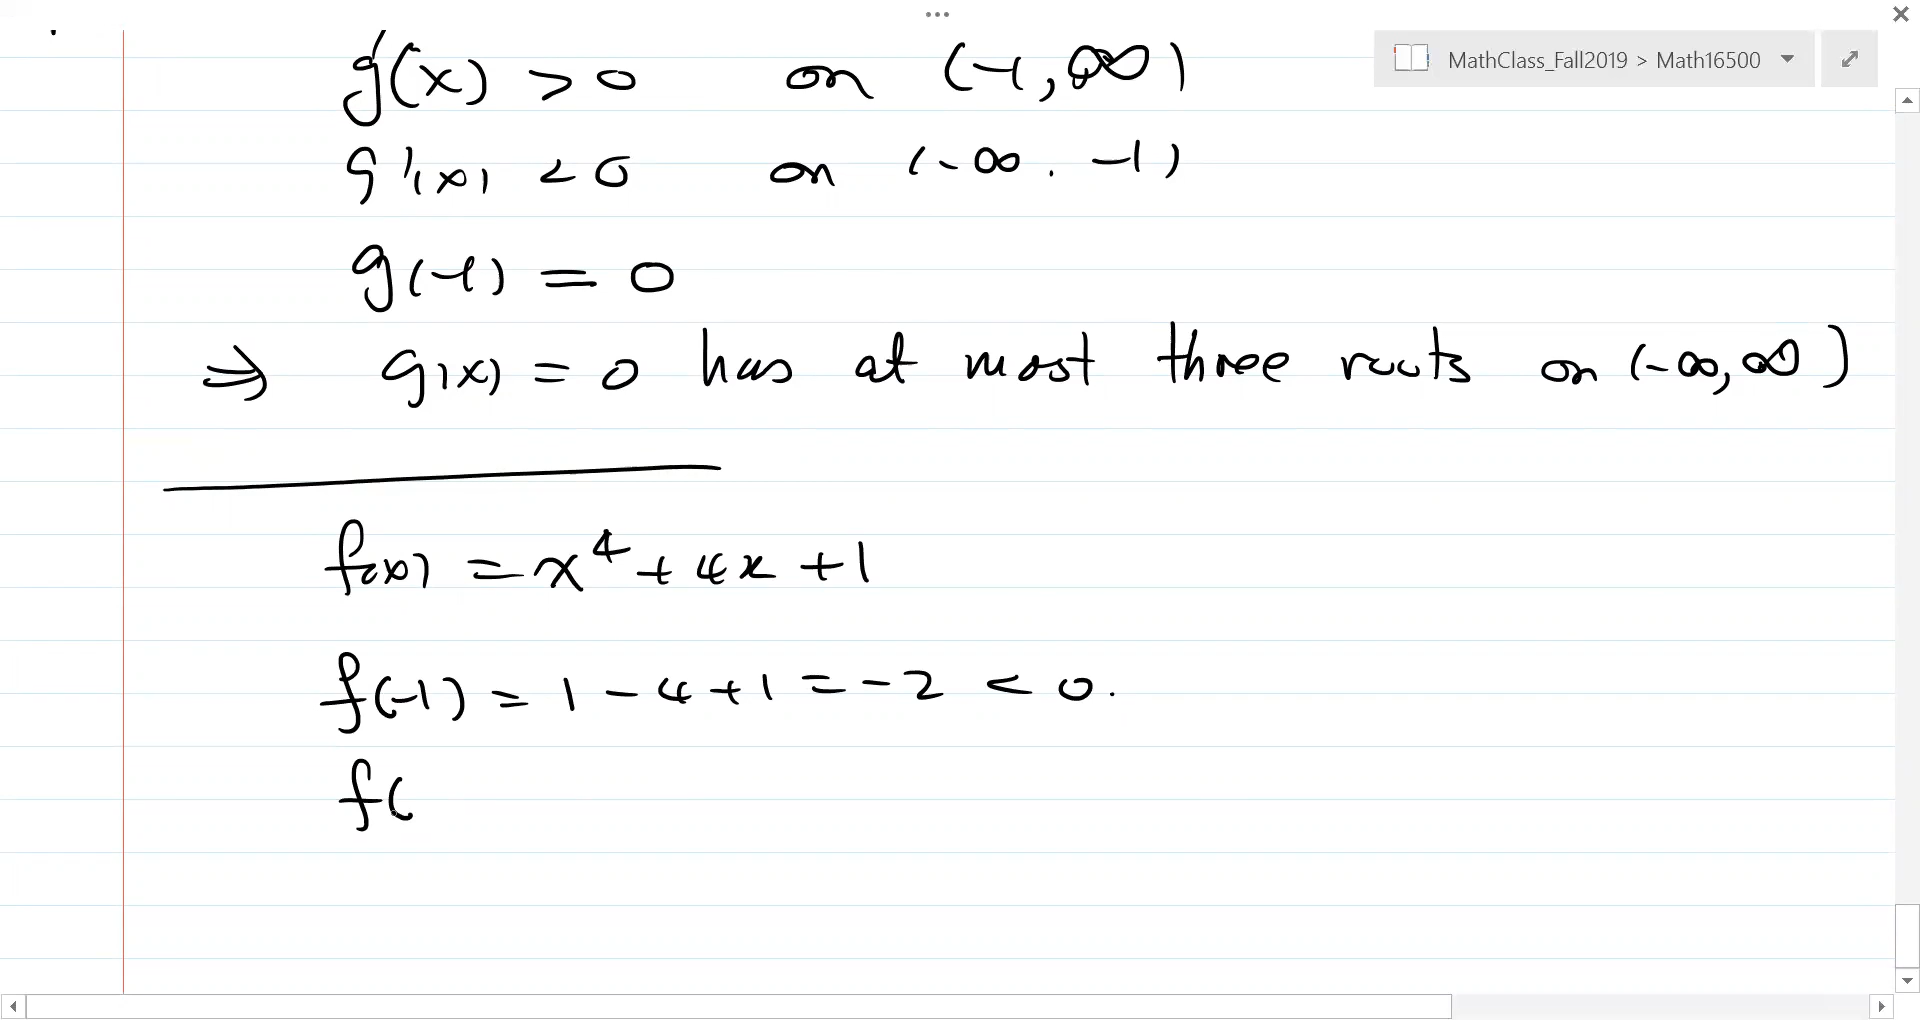 MathClass_Fall2019 > Math16500
g'(x) > 0 on (-1, ∞)
g'(x) < 0 on (-∞, -1)
g(-1) = 0
⇒ g(x) = 0 has at most three roots on (-∞, ∞)
f(x) = x⁴ + 4x + 1
f(-1) = 1 - 4 + 1 = -2 < 0.
f(